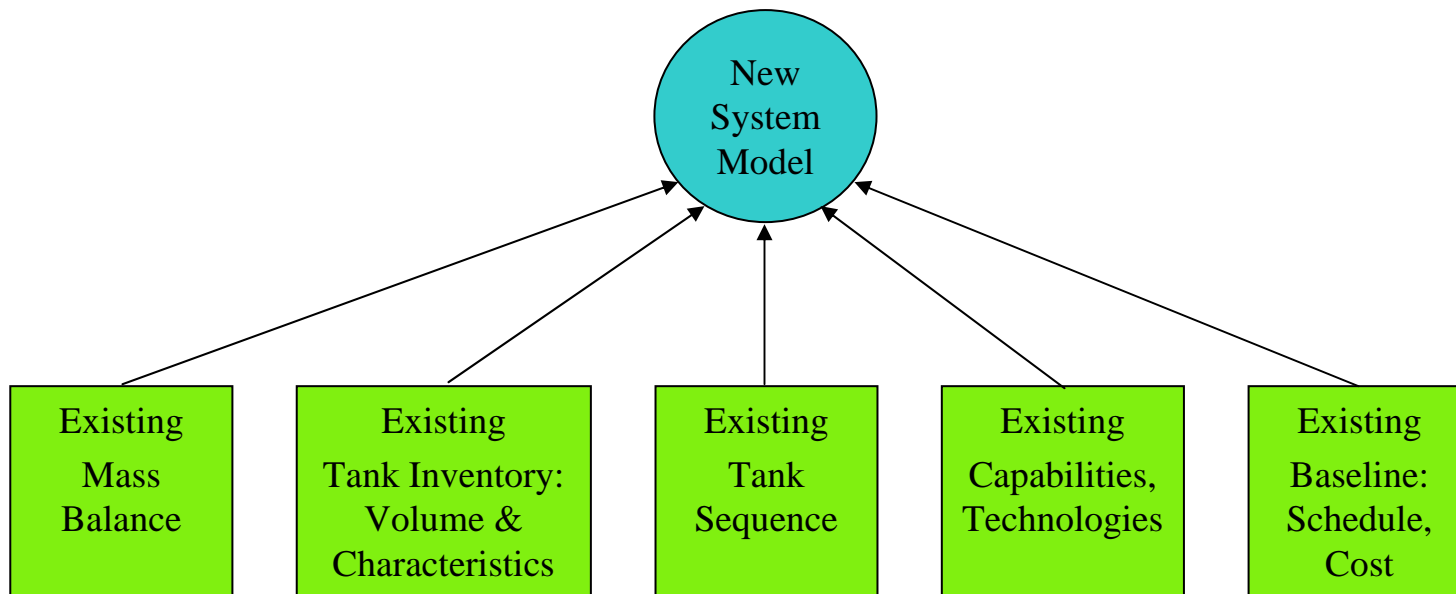 New
System
Model
Existing
Mass
Balance
Existing
Tank Inventory:
Volume &
Characteristics
Existing
Tank
Sequence
Existing
Capabilities,
Technologies
Existing
Baseline:
Schedule,
Cost